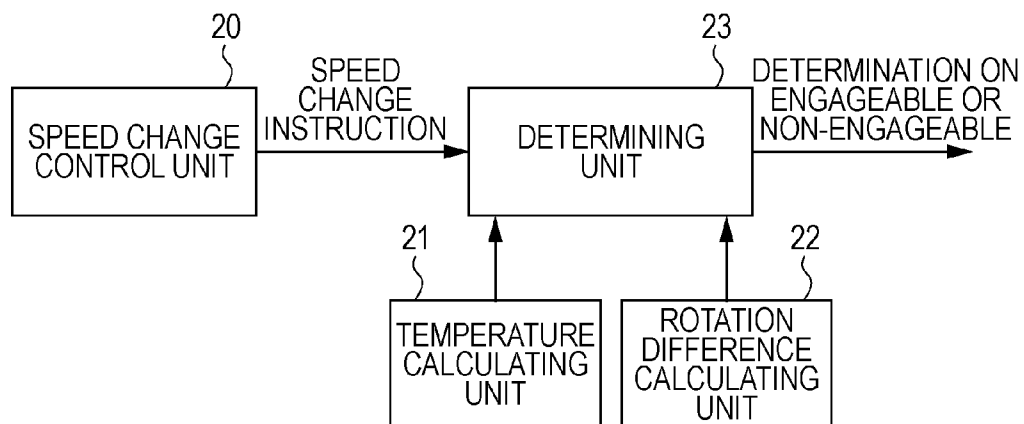 20
23
SPEED
CHANGE
INSTRUCTION
DETERMINATION ON
ENGAGEABLE OR
NON-ENGAGEABLE
SPEED CHANGE
CONTROL UNIT
DETERMINING
UNIT
21
22
TEMPERATURE
CALCULATING
UNIT
ROTATION
DIFFERENCE
CALCULATING
UNIT